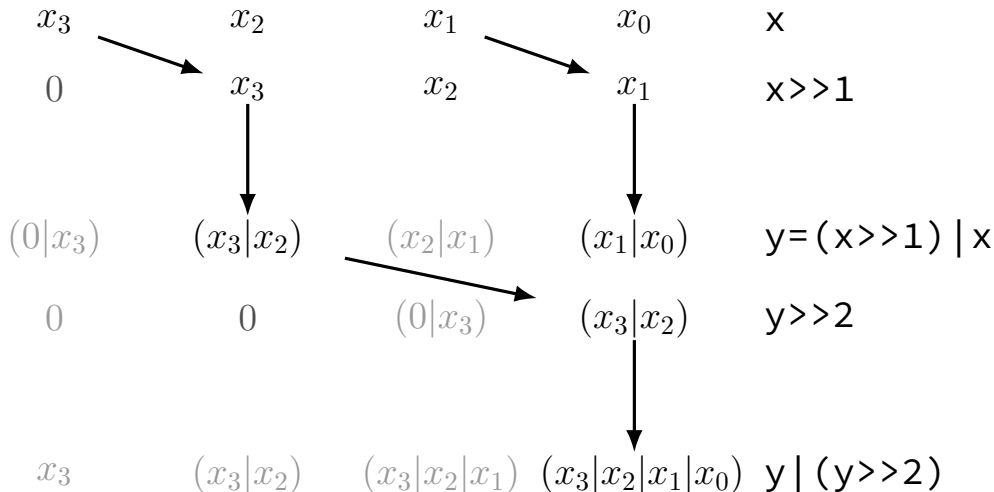 x₃ x₂ x₁ x₀ x
0 x₃ x₂ x₁ x>>1
(0|x₃) (x₃|x₂) (x₂|x₁) (x₁|x₀) y=(x>>1)|x
0 0 (0|x₃) (x₃|x₂) y>>2
x₃ (x₃|x₂) (x₃|x₂|x₁) (x₃|x₂|x₁|x₀) y|(y>>2)